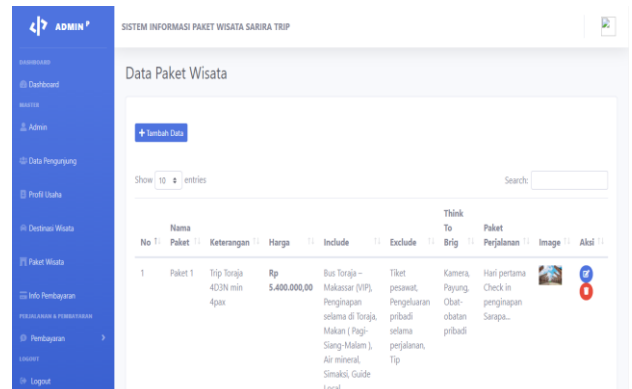 ADMIN P
SISTEM INFORMASI PAKET WISATA SARIRA TRIP
DASHBOARD
Dashboard
MASTER
Admin
Data Pengunjung
Profil Usaha
Destinasi Wisata
Paket Wisata
Info Pembayaran
PERJALANAN & PEMBAYARAN
Pembayaran
LOGOUT
Logout
Data Paket Wisata
+ Tambah Data
Show 10 entries
Search:
No
Nama
Paket
Keterangan
Harga
Include
Exclude
Think
To
Brig
Paket
Perjalanan
Image
Aksi
1
Paket 1
Trip Toraja
4D3N min
4pax
Rp
5.400.000,00
Bus Toraja –
Makassar (VIP),
Penginapan
selama di Toraja,
Makan ( Pagi-
Siang-Malam ),
Air mineral,
Simaksi, Guide
Local
Tiket
pesawat,
Pengeluaran
pribadi
selama
perjalanan,
Tip
Kamera,
Payung,
Obat-
obatan
pribadi
Hari pertama
Check in
penginapan
Sarapa...